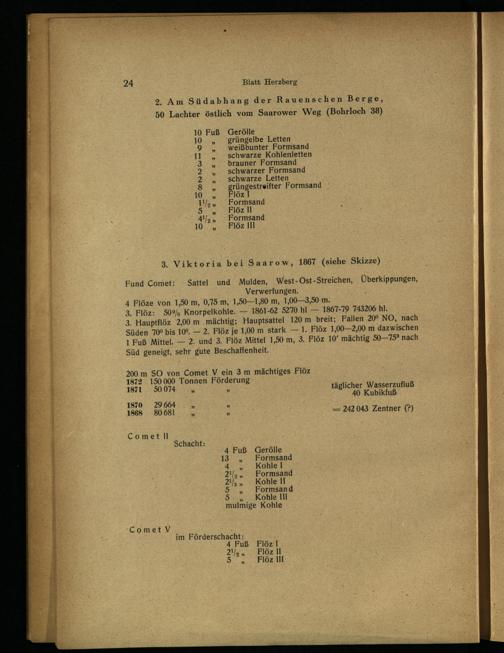 24
Blatt Herzberg
2. Am Südabhang der Rauenschen Berge,
50 Lachter östlich vom Saarower Weg (Bohrloch 38)
10 Fuß Gerölle
10 „ grüngelbe Letten
9 „ weißbunter Formsand
11 „ schwarze Kohlenletten
3 „ brauner Formsand
2 „ schwarzer Formsand
2 „ schwarze Letten
8 „ grüngestreifter Formsand
10 „ Flöz I
1½ „ Formsand
5 „ Flöz II
4½ „ Formsand
10 „ Flöz III
3. Viktoria bei Saarow, 1867 (siehe Skizze)
Fund Comet: Sattel und Mulden, West-Ost-Streichen, Überkippungen,
Verwerfungen.
4 Flöze von 1,50 m, 0,75 m, 1,50—1,80 m, 1,00—3,50 m.
3. Flöz: 50% Knorpelkohle. — 1861-62 5270 hl — 1867-79 743206 hl.
3. Hauptflöz 2,00 m mächtig; Hauptsattel 120 m breit; Fallen 20° NO, nach
Süden 70° bis 10°. — 2. Flöz je 1,00 m stark — 1. Flöz 1,00—2,00 m dazwischen
1 Fuß Mittel. — 2. und 3. Flöz Mittel 1,50 m, 3. Flöz 10' mächtig 50—75° nach
Süd geneigt, sehr gute Beschaffenheit.
200 m SO von Comet V ein 3 m mächtiges Flöz
1872 150 000 Tonnen Förderung
täglicher Wasserzufluß
1871 50 074 „ „
40 Kubikfuß
1870 29 664 „ „
1868 80 681 „ „ = 242 043 Zentner (?)
Comet II
Schacht:
4 Fuß Gerölle
13 „ Formsand
4 „ Kohle I
2½ „ Formsand
2½ „ Kohle II
5 „ Formsand
5 „ Kohle III
mulmige Kohle
Comet V
im Förderschacht:
4 Fuß Flöz I
2½ „ Flöz II
5 „ Flöz III